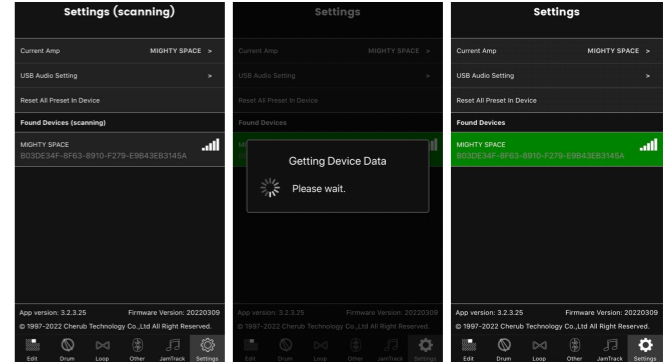 Settings (scanning)
Current Amp MIGHTY SPACE >
USB Audio Setting >
Reset All Preset In Device
Found Devices (scanning)
MIGHTY SPACE
B03DE34F-8F63-8910-F279-E9B43EB3145A
App version: 3.2.3.25 Firmware Version: 20220309
© 1997-2022 Cherub Technology Co.,Ltd All Right Reserved.
Edit Drum Loop Other JamTrack Settings
Settings
Current Amp MIGHTY SPACE >
USB Audio Setting >
Reset All Preset In Device
Found Devices
Getting Device Data
Please wait.
App version: 3.2.3.25 Firmware Version: 20220309
© 1997-2022 Cherub Technology Co.,Ltd All Right Reserved.
Edit Drum Loop Other JamTrack Settings
Settings
Current Amp MIGHTY SPACE >
USB Audio Setting >
Reset All Preset In Device
Found Devices
MIGHTY SPACE
B03DE34F-8F63-8910-F279-E9B43EB3145A
App version: 3.2.3.25 Firmware Version: 20220309
© 1997-2022 Cherub Technology Co.,Ltd All Right Reserved.
Edit Drum Loop Other JamTrack Settings